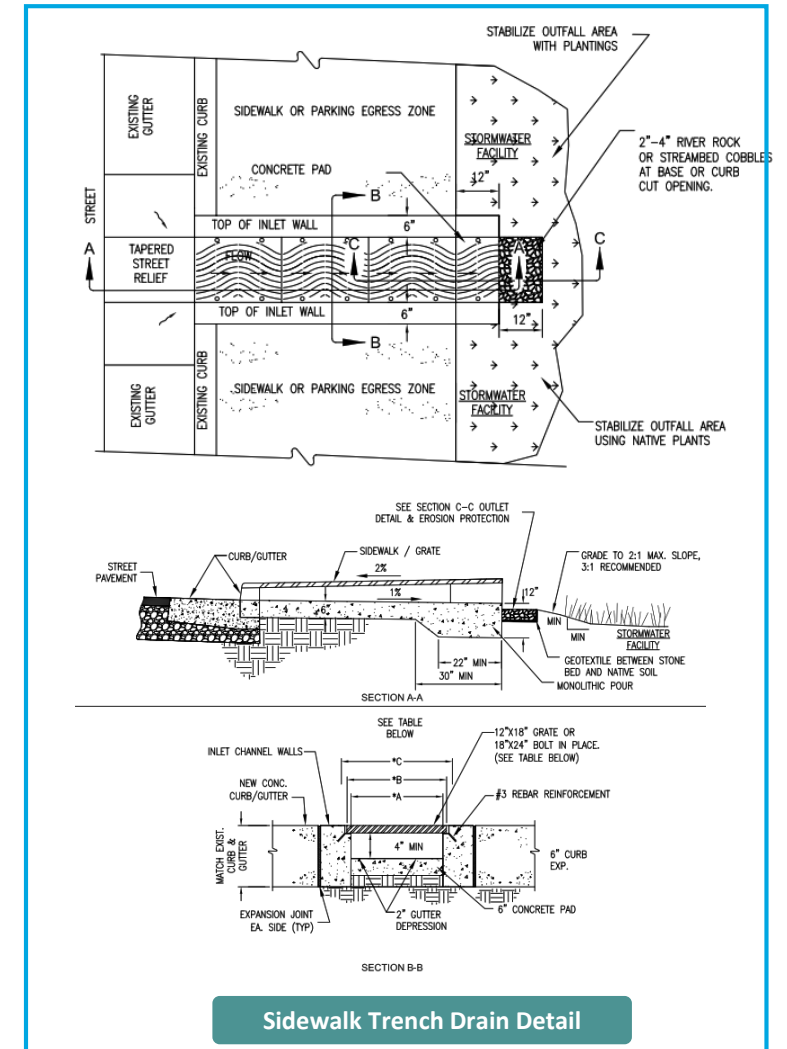 STABILIZE OUTFALL AREA
WITH PLANTINGS
EXISTING
GUTTER
EXISTING CURB
SIDEWALK OR PARKING EGRESS ZONE
STORMWATER
FACILITY
2"-4" RIVER ROCK
OR STREAMBED COBBLES
AT BASE OR CURB
CUT OPENING.
CONCRETE PAD
12"
STREET
B
TOP OF INLET WALL
6"
A
TAPERED
STREET
RELIEF
FLOW
C
A
C
TOP OF INLET WALL
6"
12"
B
EXISTING
GUTTER
EXISTING CURB
SIDEWALK OR PARKING EGRESS ZONE
STORMWATER
FACILITY
STABILIZE OUTFALL AREA
USING NATIVE PLANTS
SEE SECTION C-C OUTLET
DETAIL & EROSION PROTECTION
STREET
PAVEMENT
CURB/GUTTER
SIDEWALK / GRATE
GRADE TO 2:1 MAX. SLOPE,
3:1 RECOMMENDED
2%
1%
12"
4
6"
MIN
MIN
STORMWATER
FACILITY
22" MIN
30" MIN
GEOTEXTILE BETWEEN STONE
BED AND NATIVE SOIL
MONOLITHIC POUR
SECTION A-A
SEE TABLE
BELOW
12"X18" GRATE OR
18"X24" BOLT IN PLACE.
(SEE TABLE BELOW)
INLET CHANNEL WALLS
*C
*B
*A
NEW CONC.
CURB/GUTTER
#3 REBAR REINFORCEMENT
MATCH EXIST.
CURB &
GUTTER
4" MIN
6" CURB
EXP.
EXPANSION JOINT
EA. SIDE (TYP)
2" GUTTER
DEPRESSION
6" CONCRETE PAD
SECTION B-B
Sidewalk Trench Drain Detail